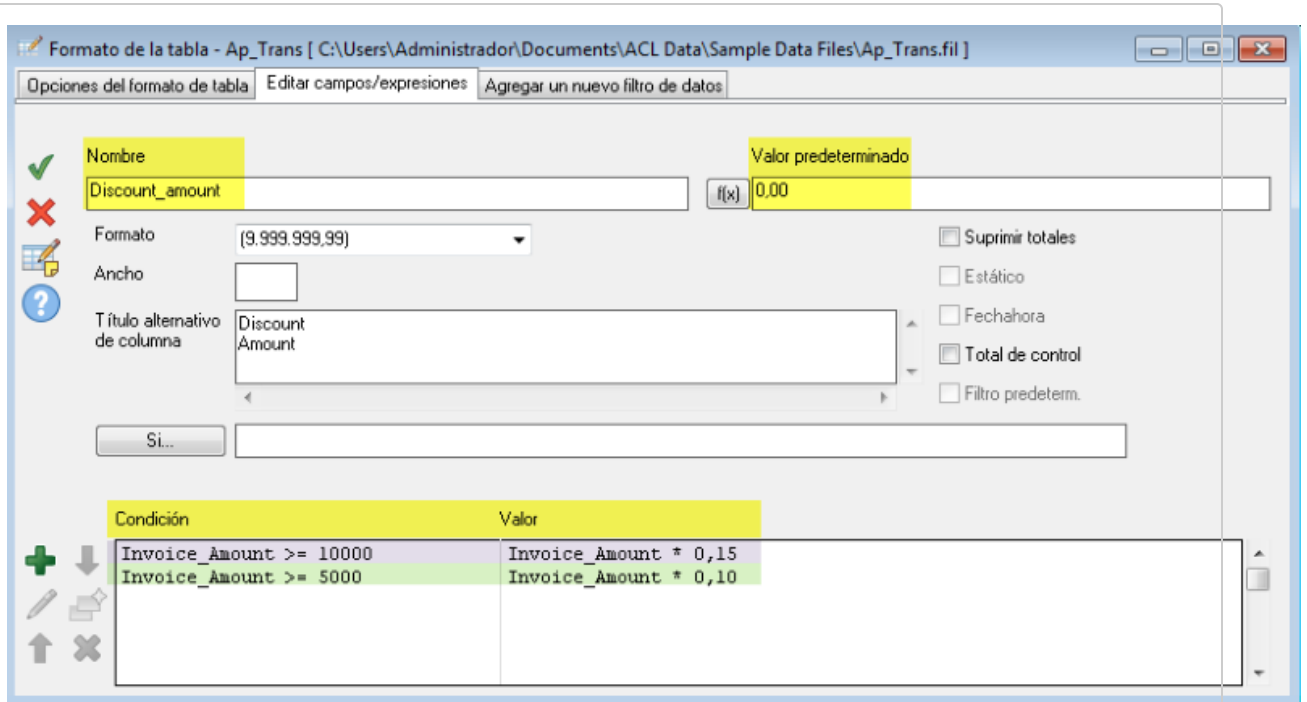 Formato de la tabla - Ap_Trans [ C:\Users\Administrador\Documents\ACL Data\Sample Data Files\Ap_Trans.fil ]
Opciones del formato de tabla Editar campos/expresiones Agregar un nuevo filtro de datos
Nombre Valor predeterminado
Discount_amount f(x) 0,00
Formato (9.999.999,99) Suprimir totales
Ancho Estático
Título alternativo de columna Discount Amount Fechahora
Total de control
Filtro predeterm.
Si...
Condición Valor
Invoice_Amount >= 10000 Invoice_Amount * 0,15
Invoice_Amount >= 5000 Invoice_Amount * 0,10